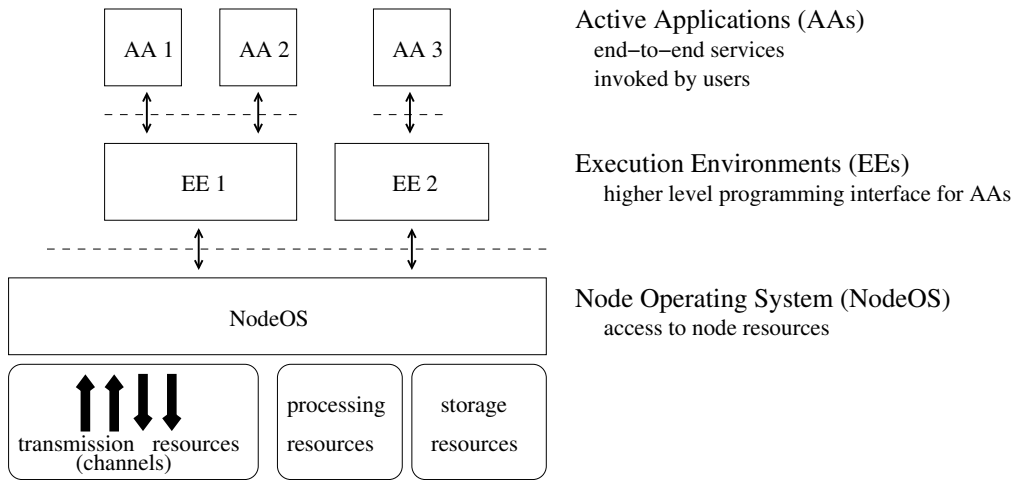 AA 1
AA 2
AA 3
Active Applications (AAs)
end−to−end services
invoked by users
EE 1
EE 2
Execution Environments (EEs)
higher level programming interface for AAs
NodeOS
Node Operating System (NodeOS)
access to node resources
transmission resources
(channels)
processing
resources
storage
resources